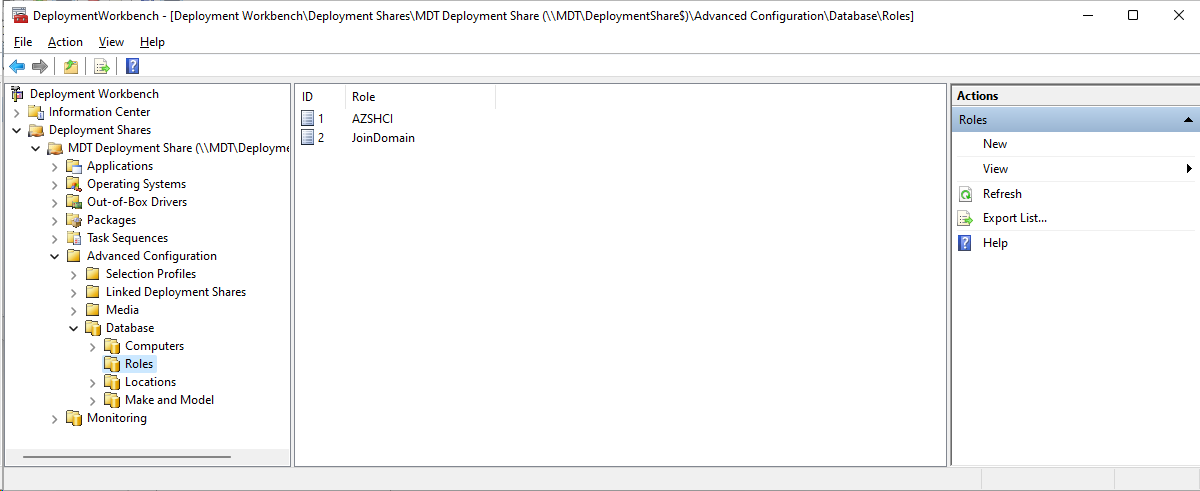 DeploymentWorkbench - [Deployment Workbench\Deployment Shares\MDT Deployment Share (\\MDT\DeploymentShare$)\Advanced Configuration\Database\Roles]
File Action View Help
Deployment Workbench
Information Center
Deployment Shares
MDT Deployment Share (\\MDT\Deployme
Applications
Operating Systems
Out-of-Box Drivers
Packages
Task Sequences
Advanced Configuration
Selection Profiles
Linked Deployment Shares
Media
Database
Computers
Roles
Locations
Make and Model
Monitoring
ID Role
1 AZSHCI
2 JoinDomain
Actions
Roles
New
View
Refresh
Export List...
Help